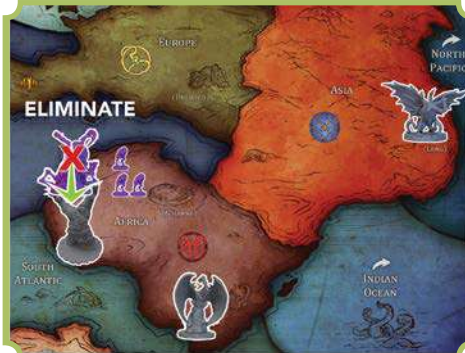 EUROPE
NORTH
PACIFIC
ASIA
ELIMINATE
AFRICA
SOUTH
ATLANTIC
INDIAN
OCEAN